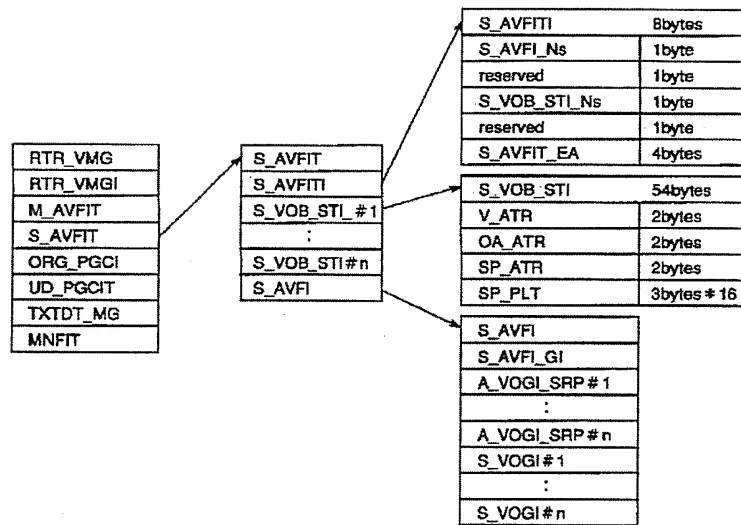 RTR_VMG
RTR_VMGI
M_AVFIT
S_AVFIT
ORG_PGCI
UD_PGCIT
TXTDT_MG
MNFIT
S_AVFIT
S_AVFITI
S_VOB_STI_#1
:
S_VOB_STI#n
S_AVFI
S_AVFITI 8bytes
S_AVFI_Ns 1byte
reserved 1byte
S_VOB_STI_Ns 1byte
reserved 1byte
S_AVFIT_EA 4bytes
S_VOB_STI 54bytes
V_ATR 2bytes
OA_ATR 2bytes
SP_ATR 2bytes
SP_PLT 3bytes*16
S_AVFI
S_AVFI_GI
A_VOGI_SRP#1
:
A_VOGI_SRP#n
S_VOGI#1
:
S_VOGI#n